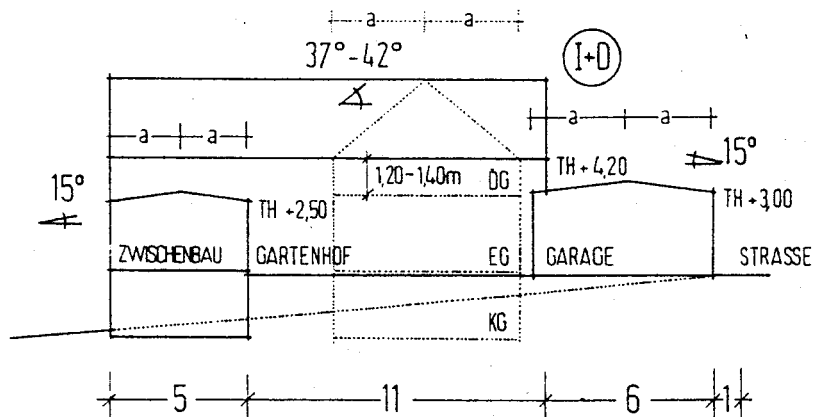 a a
37°-42° I+D
a a a a
15° 1,20-1,40m DG TH + 4,20 15°
TH +2,50 TH +3,00
ZWISCHENBAU GARTENHOF EG GARAGE STRASSE
KG
5 11 6 1